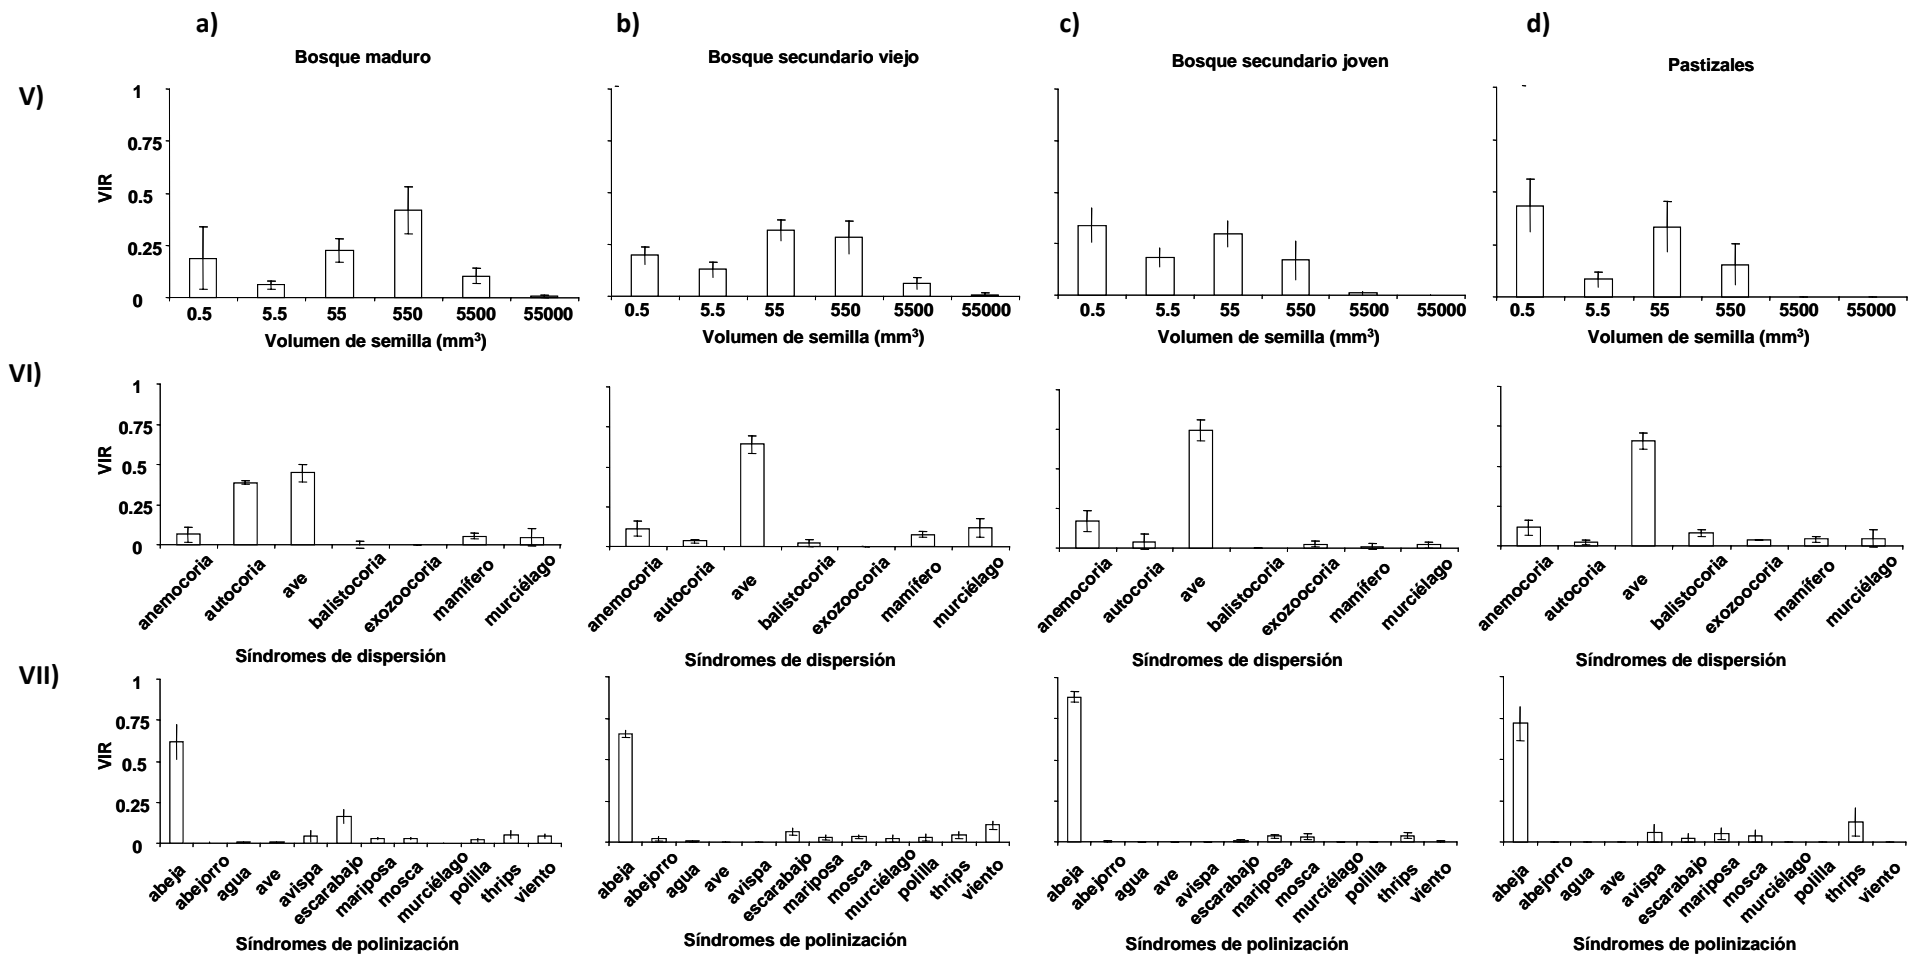 a) b) c) d)
Bosque maduro Bosque secundario viejo Bosque secundario joven Pastizales
V)
1
0.75
0.5
0.25
0
VIR
0.5 5.5 55 550 5500 55000
Volumen de semilla (mm³)
0.5 5.5 55 550 5500 55000
Volumen de semilla (mm³)
0.5 5.5 55 550 5500 55000
Volumen de semilla (mm³)
0.5 5.5 55 550 5500 55000
Volumen de semilla (mm³)
VI)
1
0.75
0.5
0.25
0
VIR
anemocoria autocoria ave balistocoria exozoocoria mamífero murciélago
Síndromes de dispersión
anemocoria autocoria ave balistocoria exozoocoria mamífero murciélago
Síndromes de dispersión
anemocoria autocoria ave balistocoria exozoocoria mamífero murciélago
Síndromes de dispersión
anemocoria autocoria ave balistocoria exozoocoria mamífero murciélago
Síndromes de dispersión
VII)
1
0.75
0.5
0.25
0
VIR
abeja abejorro agua ave avispa escarabajo mariposa mosca murciélago polilla thrips viento
Síndromes de polinización
abeja abejorro agua ave avispa escarabajo mariposa mosca murciélago polilla thrips viento
Síndromes de polinización
abeja abejorro agua ave avispa escarabajo mariposa mosca murciélago polilla thrips viento
Síndromes de polinización
abeja abejorro agua ave avispa escarabajo mariposa mosca murciélago polilla thrips viento
Síndromes de polinización